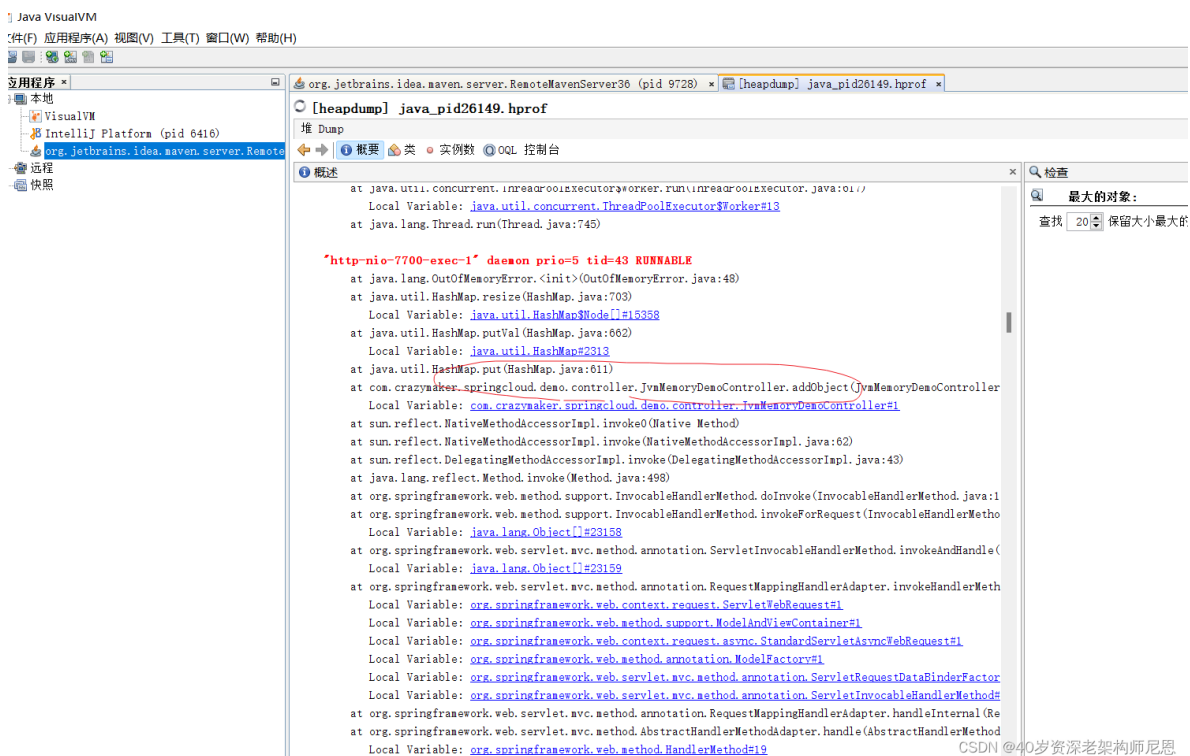 Java VisualVM
文件(F) 应用程序(A) 视图(V) 工具(T) 窗口(W) 帮助(H)
应用程序 ×
本地
VisualVM
IntelliJ Platform (pid 6416)
org.jetbrains.idea.maven.server.Remote
远程
快照
org.jetbrains.idea.maven.server.RemoteMavenServer36 (pid 9728) ×
[heapdump] java_pid26149.hprof ×
[heapdump] java_pid26149.hprof
堆 Dump
概要 类 实例数 OQL 控制台
概述 ×
at java.util.concurrent.ThreadPoolExecutor$Worker.run(ThreadPoolExecutor.java:617)
Local Variable: java.util.concurrent.ThreadPoolExecutor$Worker#13
at java.lang.Thread.run(Thread.java:745)
"http-nio-7700-exec-1" daemon prio=5 tid=43 RUNNABLE
at java.lang.OutOfMemoryError.<init>(OutOfMemoryError.java:48)
at java.util.HashMap.resize(HashMap.java:703)
Local Variable: java.util.HashMap$Node[]#15358
at java.util.HashMap.putVal(HashMap.java:662)
Local Variable: java.util.HashMap#2313
at java.util.HashMap.put(HashMap.java:611)
at com.crazymaker.springcloud.demo.controller.JvmMemoryDemoController.addObject(JvmMemoryDemoController
Local Variable: com.crazymaker.springcloud.demo.controller.JvmMemoryDemoController#1
at sun.reflect.NativeMethodAccessorImpl.invoke0(Native Method)
at sun.reflect.NativeMethodAccessorImpl.invoke(NativeMethodAccessorImpl.java:62)
at sun.reflect.DelegatingMethodAccessorImpl.invoke(DelegatingMethodAccessorImpl.java:43)
at java.lang.reflect.Method.invoke(Method.java:498)
at org.springframework.web.method.support.InvocableHandlerMethod.doInvoke(InvocableHandlerMethod.java:1
at org.springframework.web.method.support.InvocableHandlerMethod.invokeForRequest(InvocableHandlerMetho
Local Variable: java.lang.Object[]#23158
at org.springframework.web.servlet.mvc.method.annotation.ServletInvocableHandlerMethod.invokeAndHandle(
Local Variable: java.lang.Object[]#23159
at org.springframework.web.servlet.mvc.method.annotation.RequestMappingHandlerAdapter.invokeHandlerMeth
Local Variable: org.springframework.web.context.request.ServletWebRequest#1
Local Variable: org.springframework.web.method.support.ModelAndViewContainer#1
Local Variable: org.springframework.web.context.request.async.StandardServletAsyncWebRequest#1
Local Variable: org.springframework.web.method.annotation.ModelFactory#1
Local Variable: org.springframework.web.servlet.mvc.method.annotation.ServletRequestDataBinderFactor
Local Variable: org.springframework.web.servlet.mvc.method.annotation.ServletInvocableHandlerMethod#
at org.springframework.web.servlet.mvc.method.annotation.RequestMappingHandlerAdapter.handleInternal(Re
at org.springframework.web.servlet.mvc.method.AbstractHandlerMethodAdapter.handle(AbstractHandlerMethod
Local Variable: org.springframework.web.method.HandlerMethod#19
检查
最大的对象:
查找 20 保留大小最大的
CSDN @40岁资深老架构师尼恩